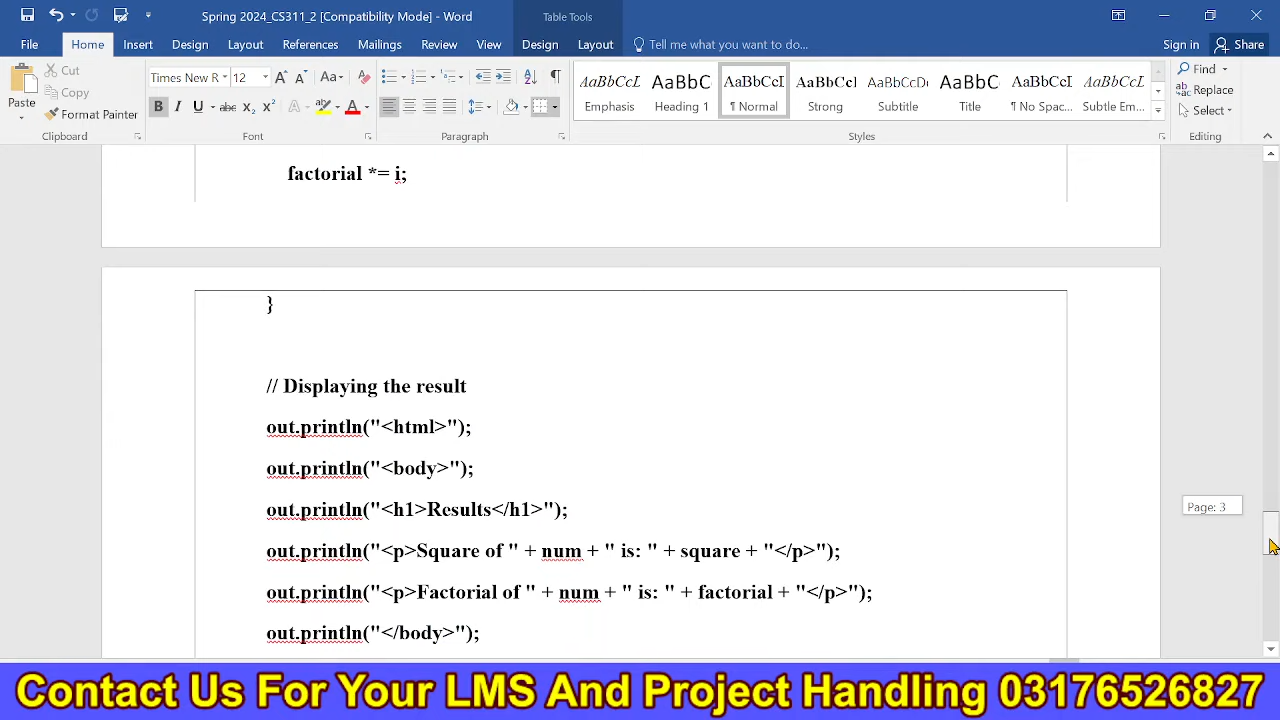 Spring 2024_CS311_2 [Compatibility Mode] - Word
Table Tools
File Home Insert Design Layout References Mailings Review View Design Layout Tell me what you want to do... Sign in Share
Paste
Cut
Copy
Format Painter
Times New R 12
Aa
B I U abc x₂ x² A ab A
AaBbCcL AaBbC AaBbCcI AaBbCcI AaBbCcD AaBbC AaBbCcI AaBbCcL
Emphasis Heading 1 ¶ Normal Strong Subtitle Title ¶ No Spac... Subtle Em...
Find
Replace
Select
Clipboard Font Paragraph Styles Editing
factorial *= i;
}
// Displaying the result
out.println("<html>");
out.println("<body>");
out.println("<h1>Results</h1>");
out.println("<p>Square of " + num + " is: " + square + "</p>");
out.println("<p>Factorial of " + num + " is: " + factorial + "</p>");
out.println("</body>");
Page: 3
Contact Us For Your LMS And Project Handling 03176526827